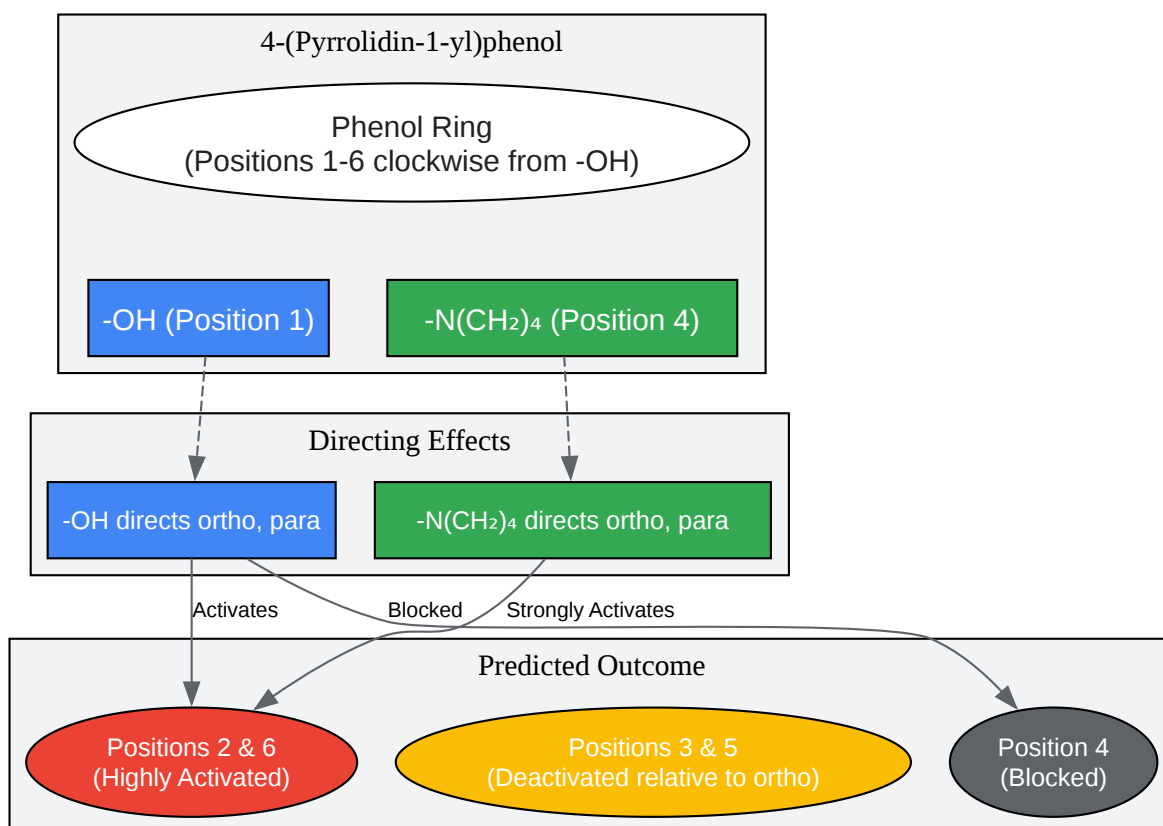 4-(Pyrrolidin-1-yl)phenol
Phenol Ring
(Positions 1-6 clockwise from -OH)
-OH (Position 1)
-N(CH₂)₄ (Position 4)
Directing Effects
-OH directs ortho, para
-N(CH₂)₄ directs ortho, para
Activates
Blocked
Strongly Activates
Predicted Outcome
Positions 2 & 6
(Highly Activated)
Positions 3 & 5
(Deactivated relative to ortho)
Position 4
(Blocked)